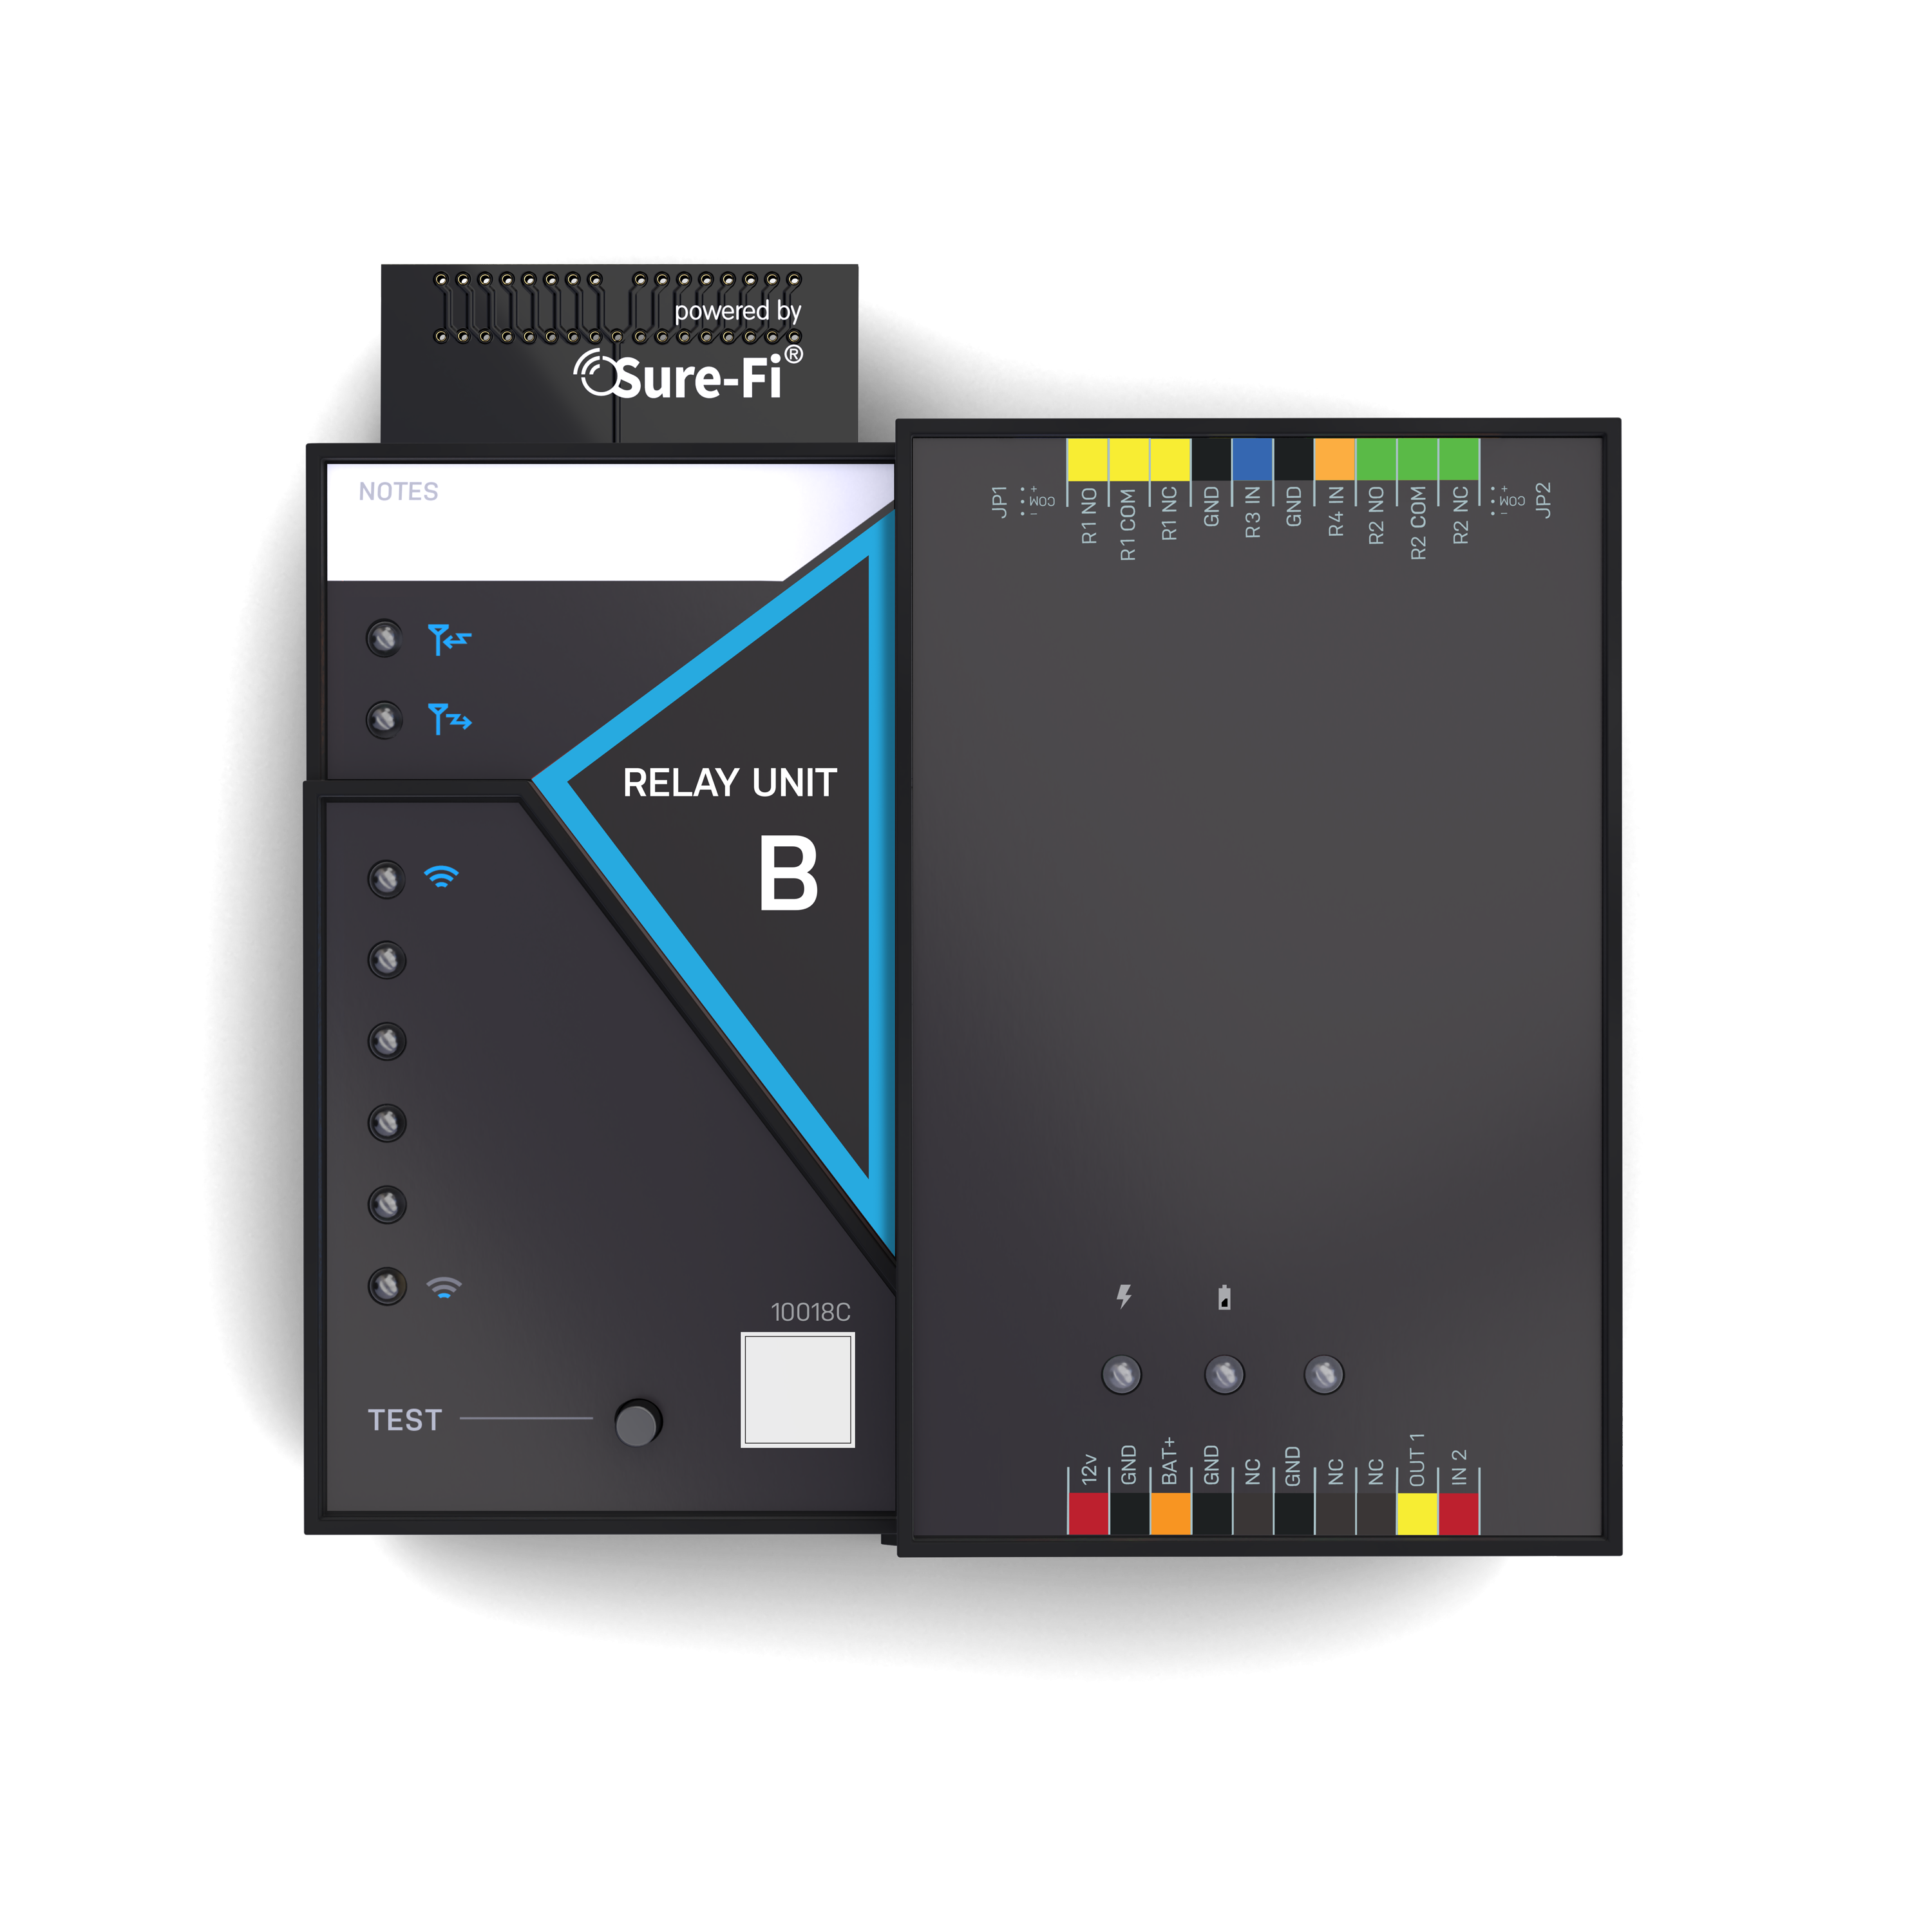 powered by
Sure-Fi®
NOTES
RELAY UNIT
B
10018C
TEST
JP1
+
COM
−
R1 NO
R1 COM
R1 NC
GND
R3 IN
GND
R4 IN
R2 NO
R2 COM
R2 NC
+
COM
−
JP2
12v
GND
BAT+
GND
NC
GND
NC
NC
OUT 1
IN 2